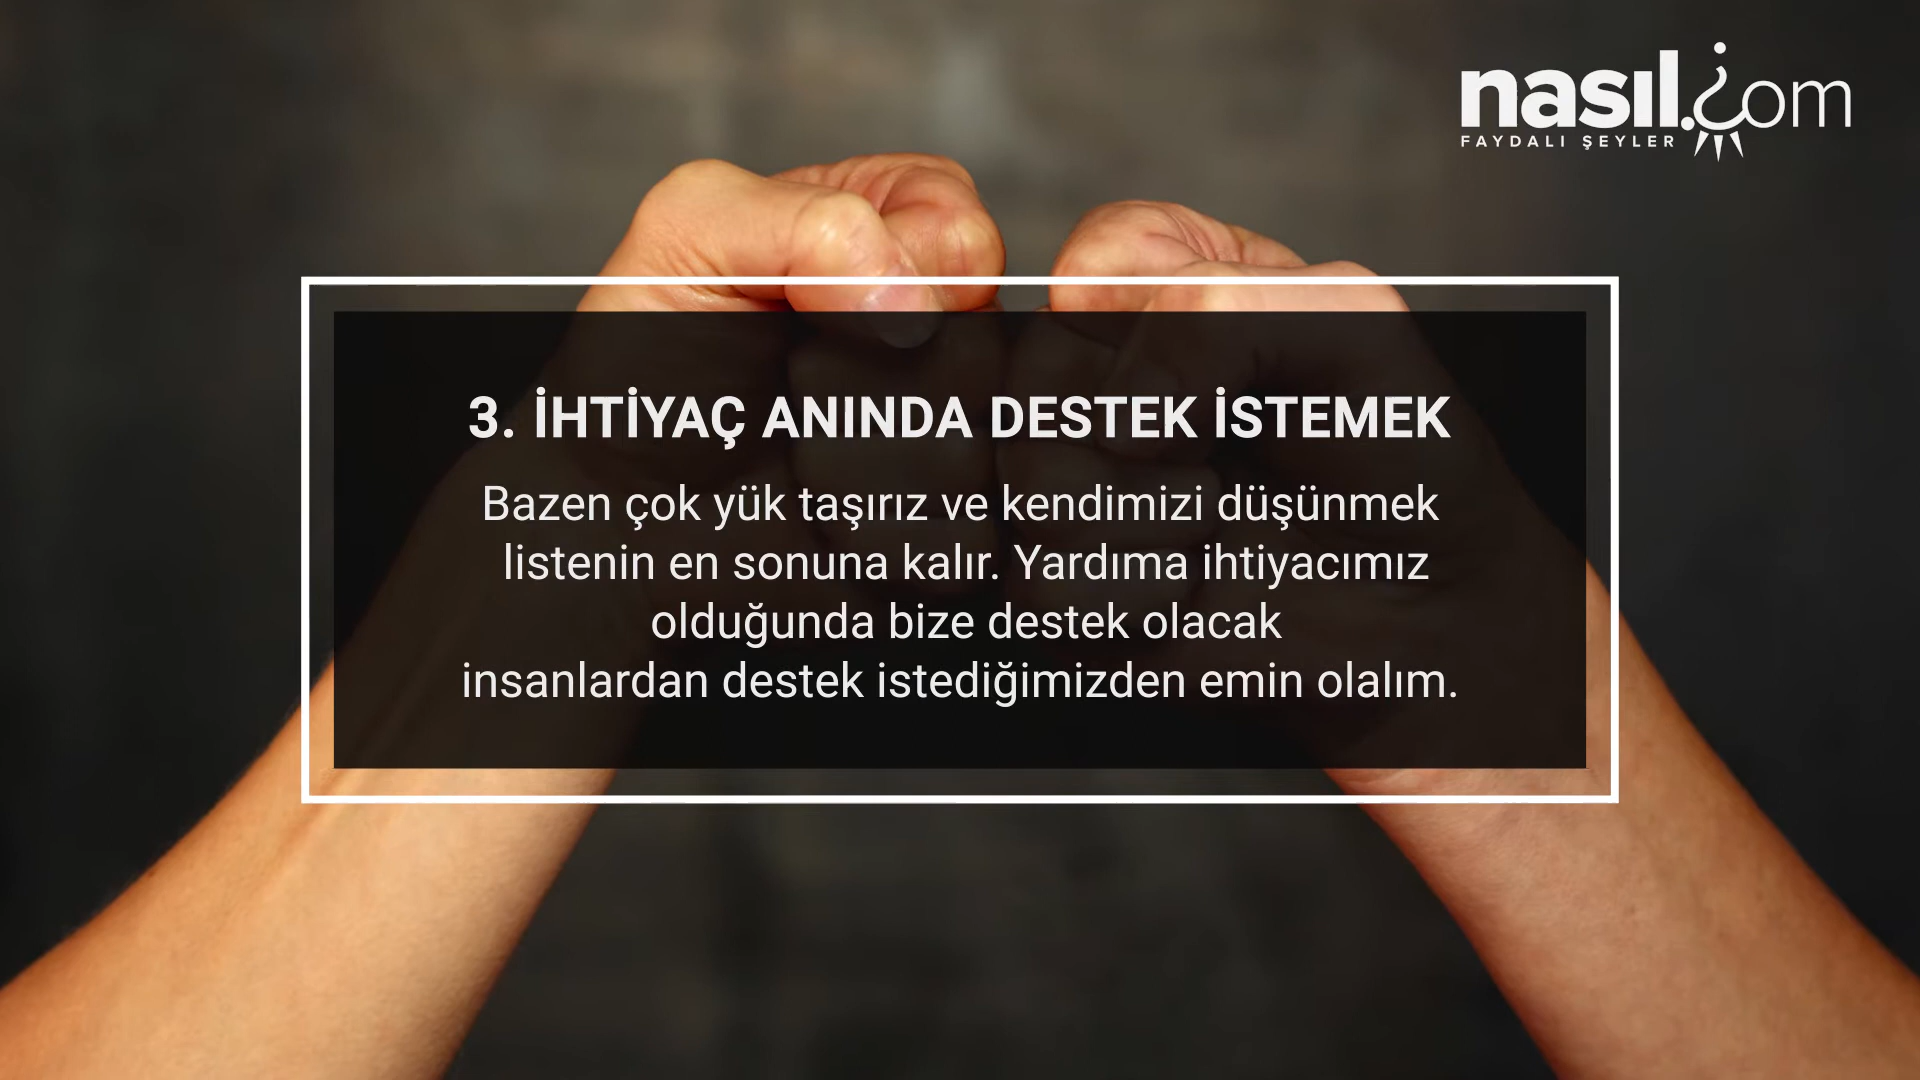 nasıl.com
FAYDALI ŞEYLER
3. İHTİYAÇ ANINDA DESTEK İSTEMEK
Bazen çok yük taşırız ve kendimizi düşünmek
listenin en sonuna kalır. Yardıma ihtiyacımız
olduğunda bize destek olacak
insanlardan destek istediğimizden emin olalım.